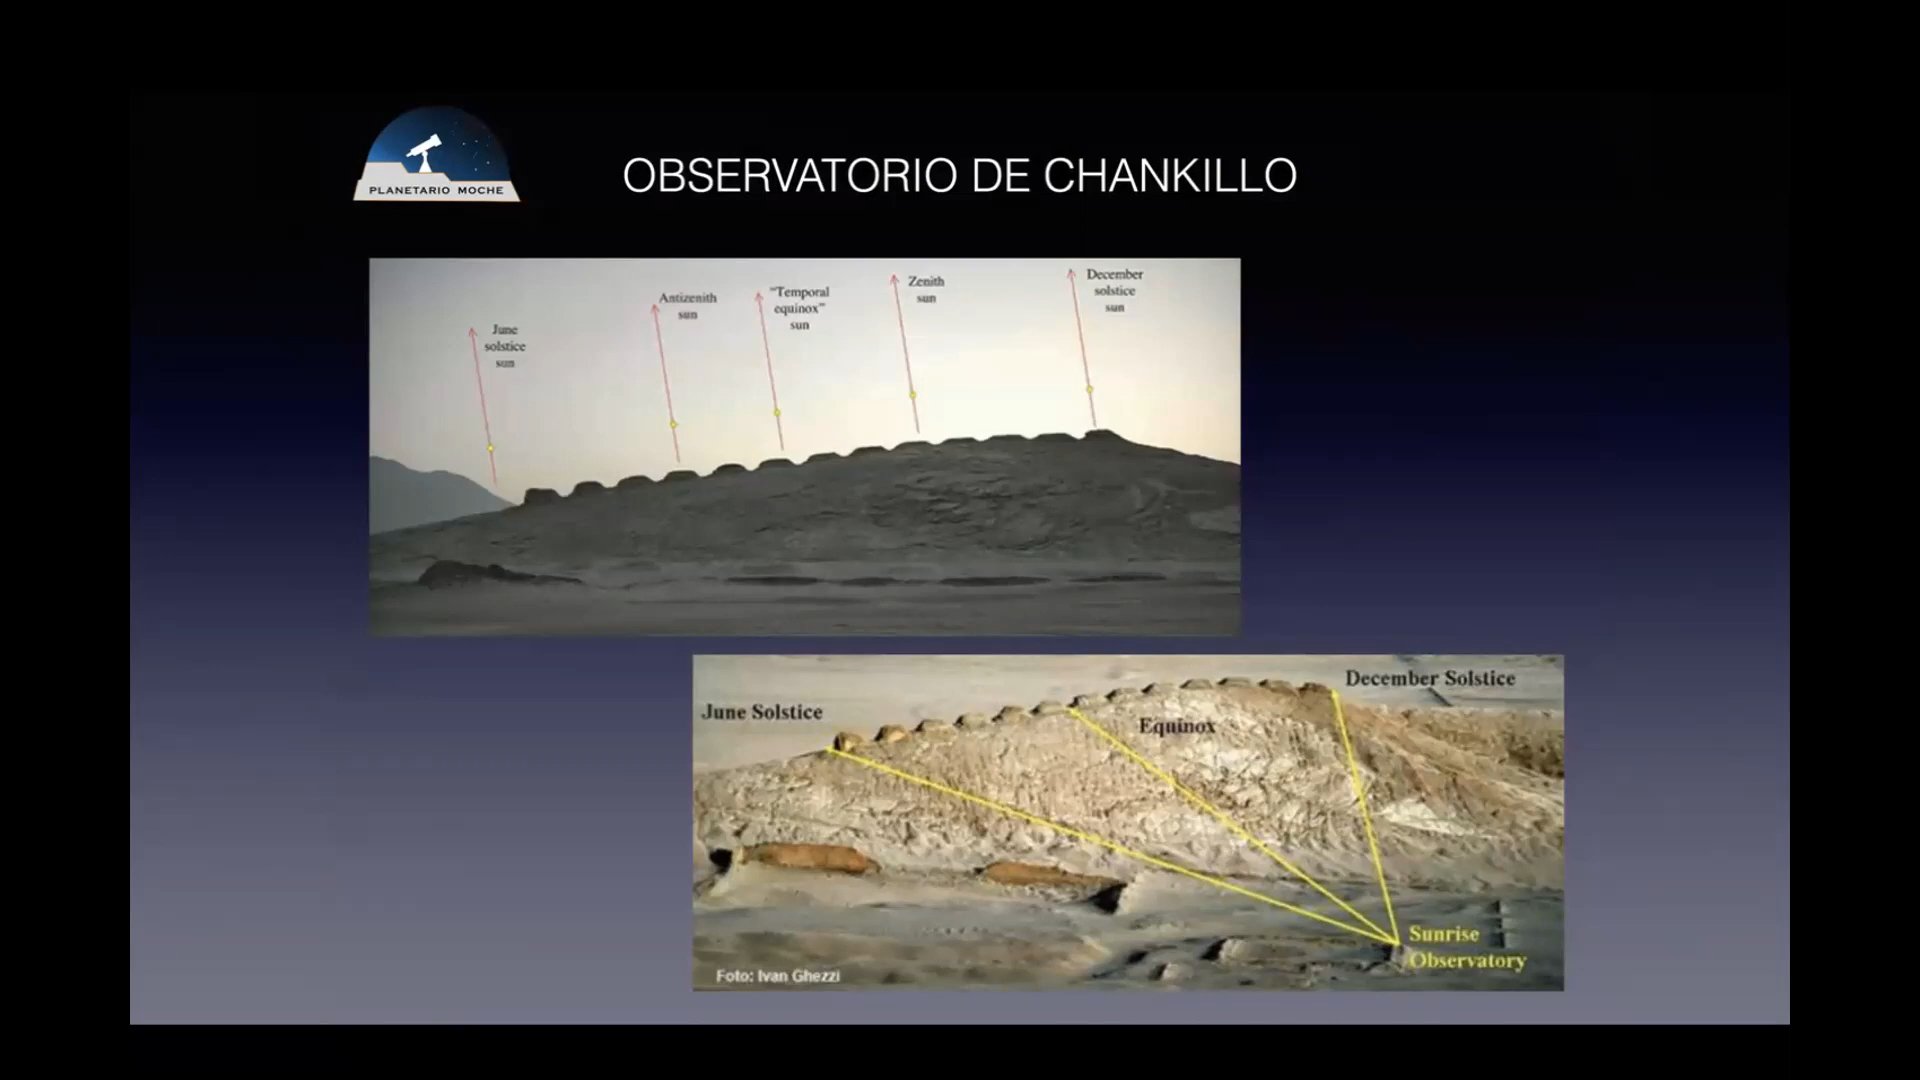 PLANETARIO MOCHE
OBSERVATORIO DE CHANKILLO
June
solstice
sun
Antizenith
sun
"Temporal
equinox"
sun
Zenith
sun
December
solstice
sun
June Solstice
Equinox
December Solstice
Sunrise
Observatory
Foto: Ivan Ghezzi